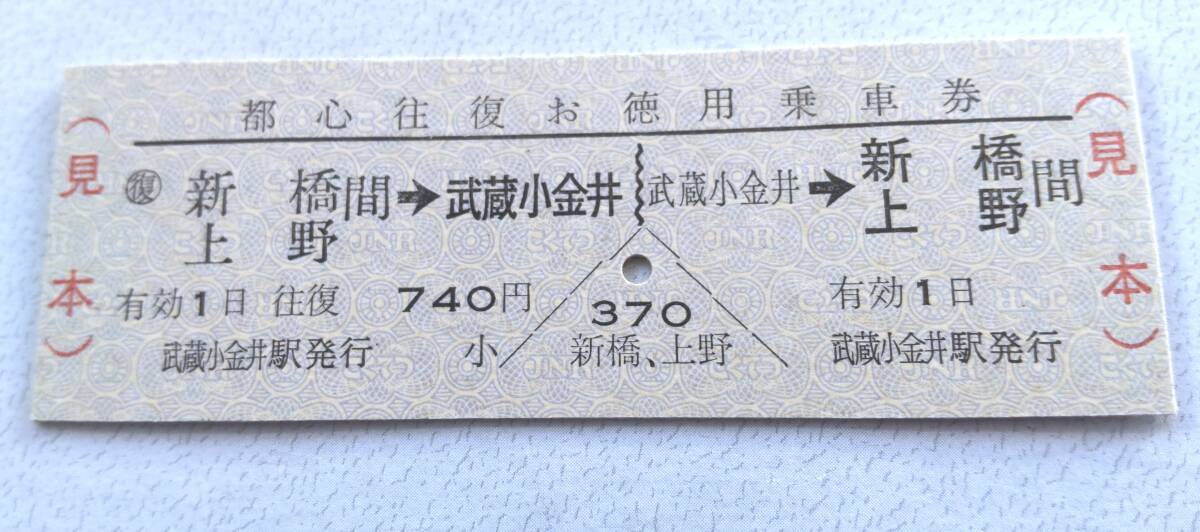 都心往復お徳用乗車券
(見本)
㊢ 新橋上野間➔武蔵小金井
武蔵小金井➔新橋上野間
(見本)
有効1日 往復 740円
370
有効1日
武蔵小金井駅発行
小
新橋、上野
武蔵小金井駅発行